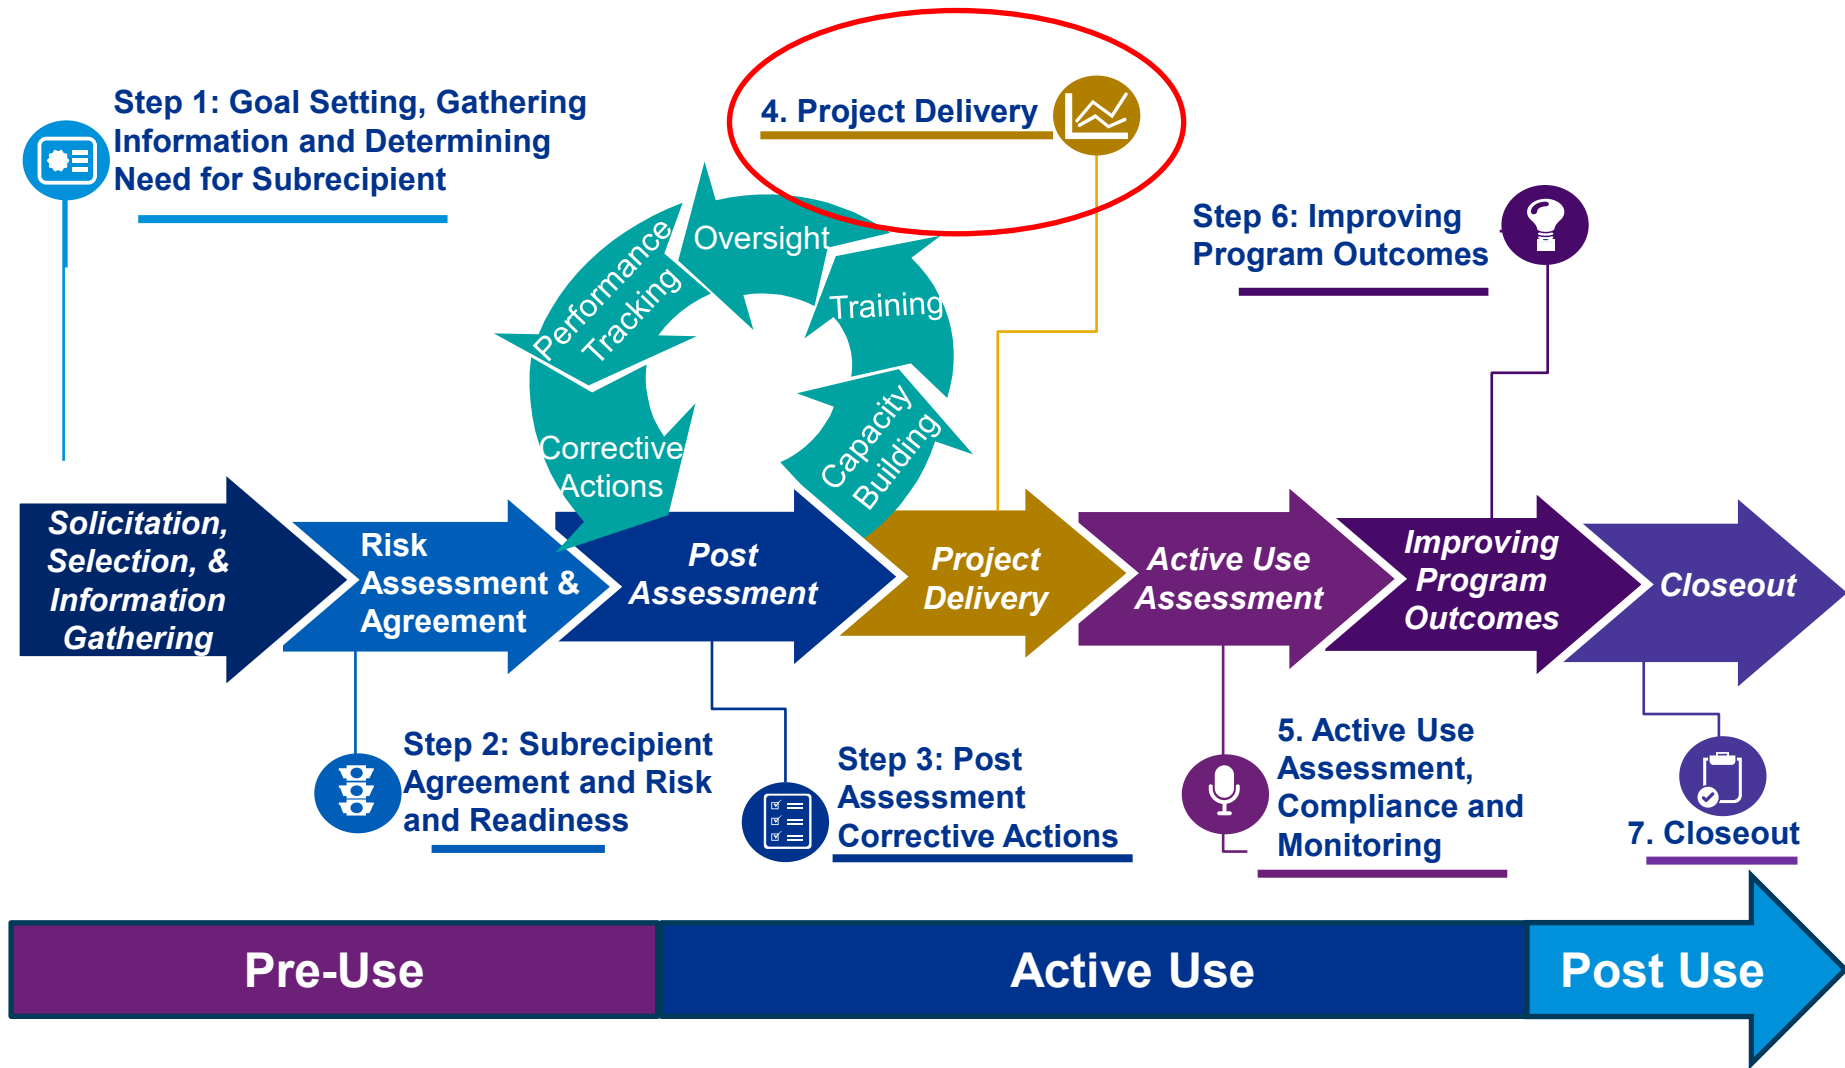 Step 1: Goal Setting, Gathering
Information and Determining
Need for Subrecipient
4. Project Delivery
Step 6: Improving
Program Outcomes
Performance
Tracking
Oversight
Training
Capacity
Building
Corrective
Actions
Solicitation,
Selection, &
Information
Gathering
Risk
Assessment &
Agreement
Post
Assessment
Project
Delivery
Active Use
Assessment
Improving
Program
Outcomes
Closeout
Step 2: Subrecipient
Agreement and Risk
and Readiness
Step 3: Post
Assessment
Corrective Actions
5. Active Use
Assessment,
Compliance and
Monitoring
7. Closeout
Pre-Use
Active Use
Post Use